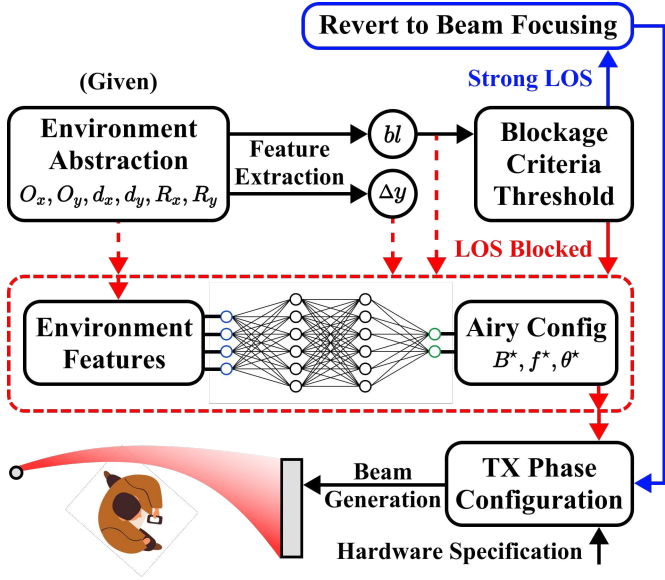 Revert to Beam Focusing
(Given)
Strong LOS
Environment
Abstraction
O_x, O_y, d_x, d_y, R_x, R_y
Feature
Extraction
bl
Δy
Blockage
Criteria
Threshold
LOS Blocked
Environment
Features
Airy Config
B*, f*, θ*
Beam
Generation
TX Phase
Configuration
Hardware Specification